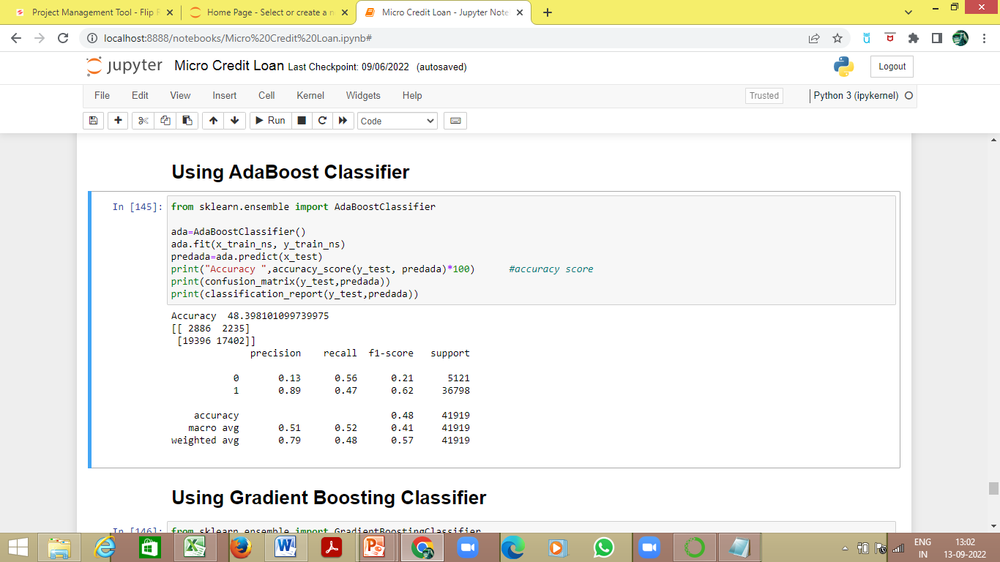 Project Management Tool - Flip R
Home Page - Select or create a n
Micro Credit Loan - Jupyter Note
localhost:8888/notebooks/Micro%20Credit%20Loan.ipynb#
jupyter Micro Credit Loan Last Checkpoint: 09/06/2022 (autosaved)
Logout
File Edit View Insert Cell Kernel Widgets Help
Trusted
Python 3 (ipykernel)
Run
Code
Using AdaBoost Classifier
In [145]:
from sklearn.ensemble import AdaBoostClassifier
ada=AdaBoostClassifier()
ada.fit(x_train_ns, y_train_ns)
predada=ada.predict(x_test)
print("Accuracy ",accuracy_score(y_test, predada)*100)      #accuracy score
print(confusion_matrix(y_test,predada))
print(classification_report(y_test,predada))
Accuracy  48.398101099739975
[[ 2886  2235]
 [19396 17402]]
              precision    recall  f1-score   support
           0       0.13      0.56      0.21      5121
           1       0.89      0.47      0.62     36798
    accuracy                           0.48     41919
   macro avg       0.51      0.52      0.41     41919
weighted avg       0.79      0.48      0.57     41919
Using Gradient Boosting Classifier
In [146]: from sklearn.ensemble import GradientBoostingClassifier
ENG
IN
13:02
13-09-2022